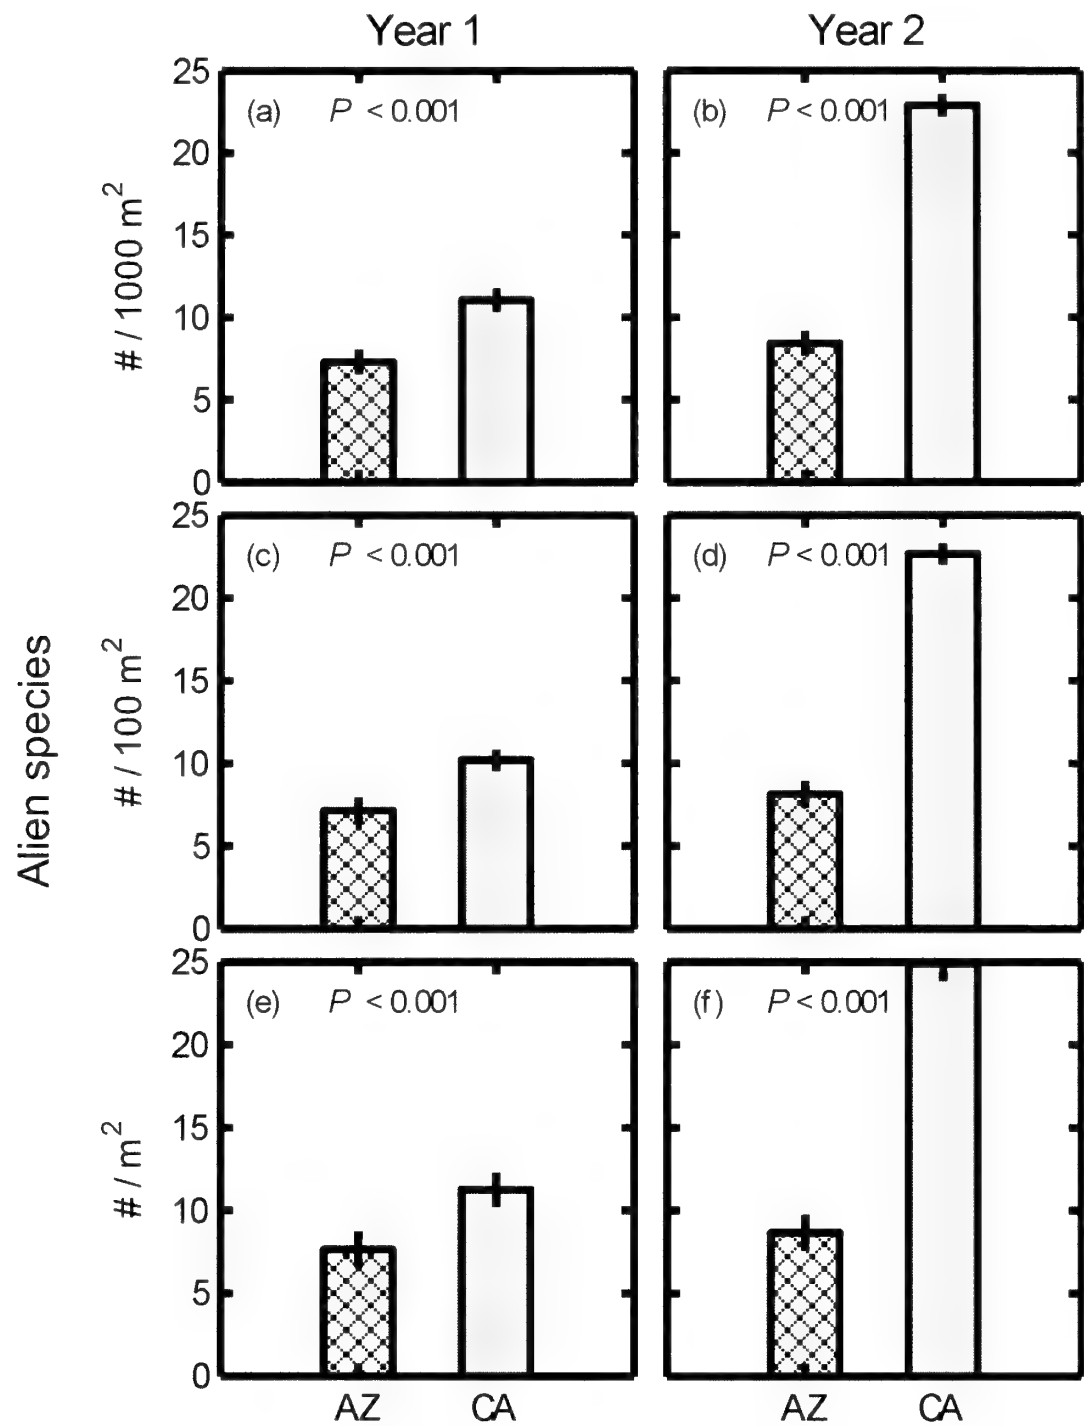 Year 1
Year 2
(a) P < 0.001
(b) P < 0.001
25
20
15
10
5
0
# / 1000 m²
(c) P < 0.001
(d) P < 0.001
25
20
15
10
5
0
# / 100 m²
Alien species
(e) P < 0.001
(f) P < 0.001
25
20
15
10
5
0
# / m²
AZ CA
AZ CA